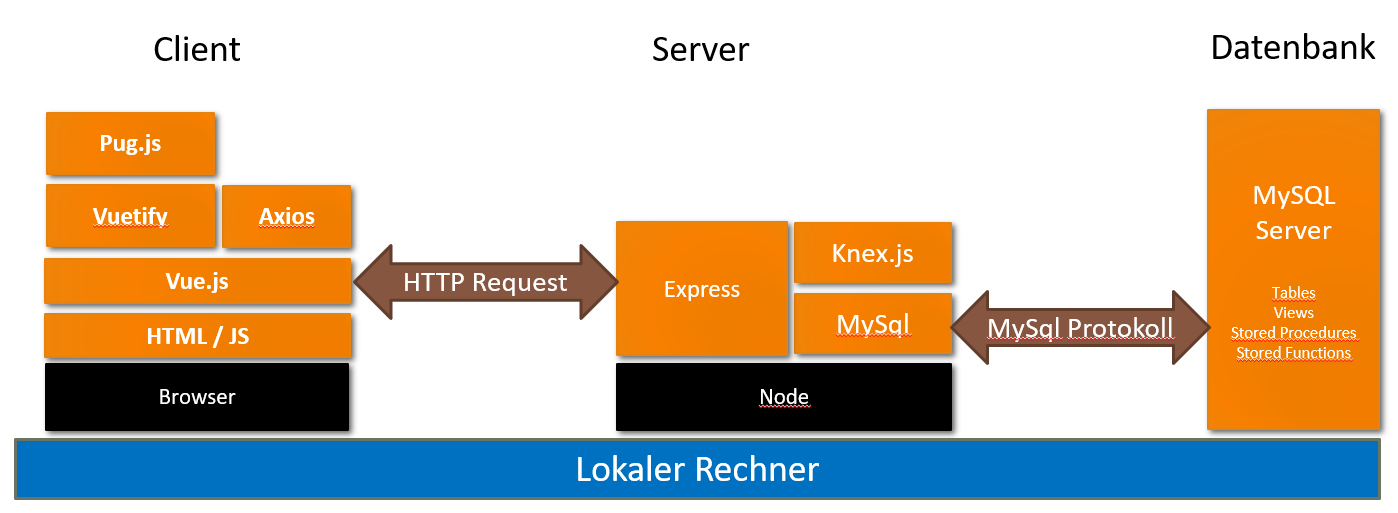 Client
Server
Datenbank
Pug.js
Vuetify
Axios
Vue.js
HTML / JS
Browser
HTTP Request
Express
Knex.js
MySql
Node
MySql Protokoll
MySQL
Server
Tables
Views
Stored Procedures
Stored Functions
Lokaler Rechner